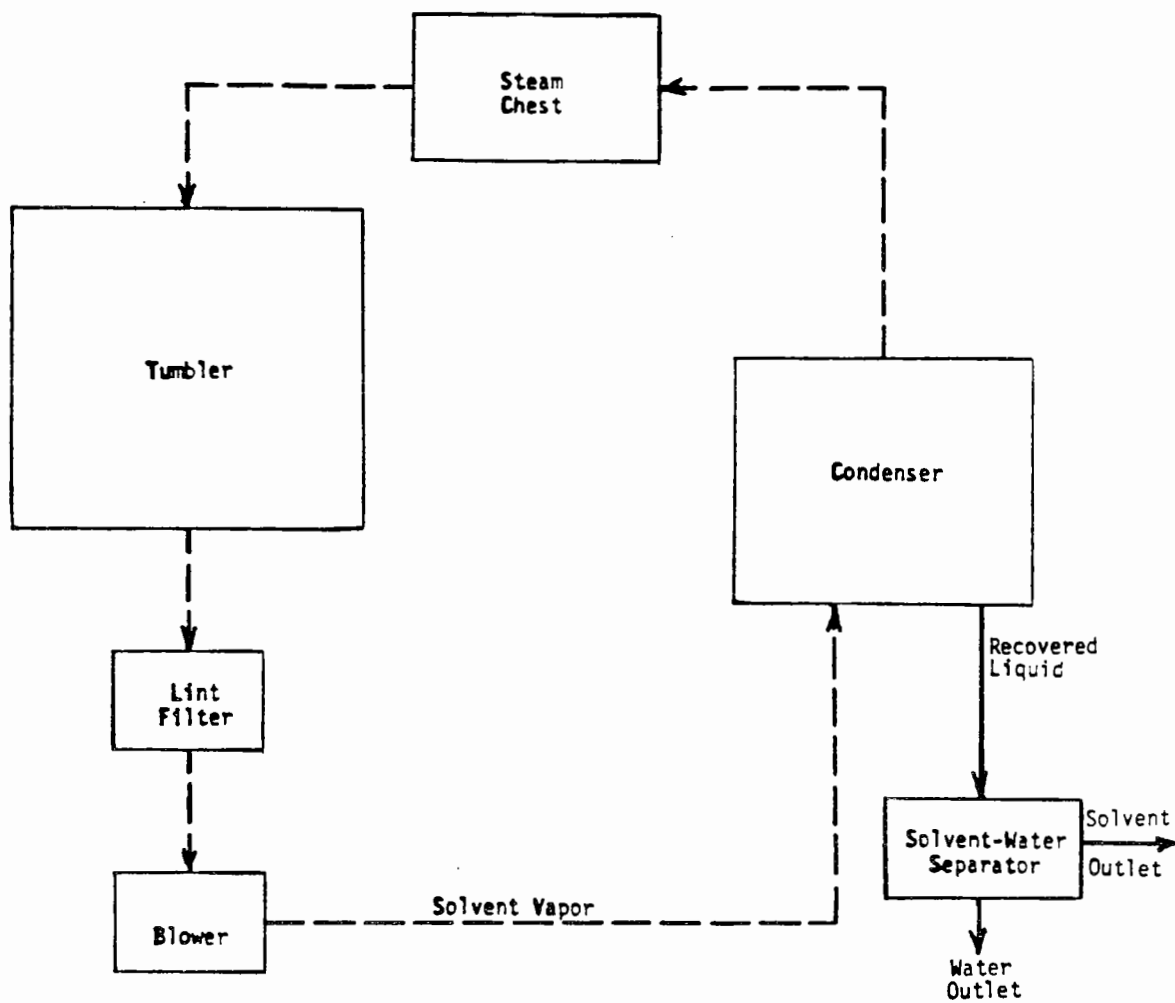 Steam
Chest
Tumbler
Condenser
Lint
Filter
Recovered
Liquid
Solvent-Water
Separator
Solvent
Outlet
Blower
Solvent Vapor
Water
Outlet